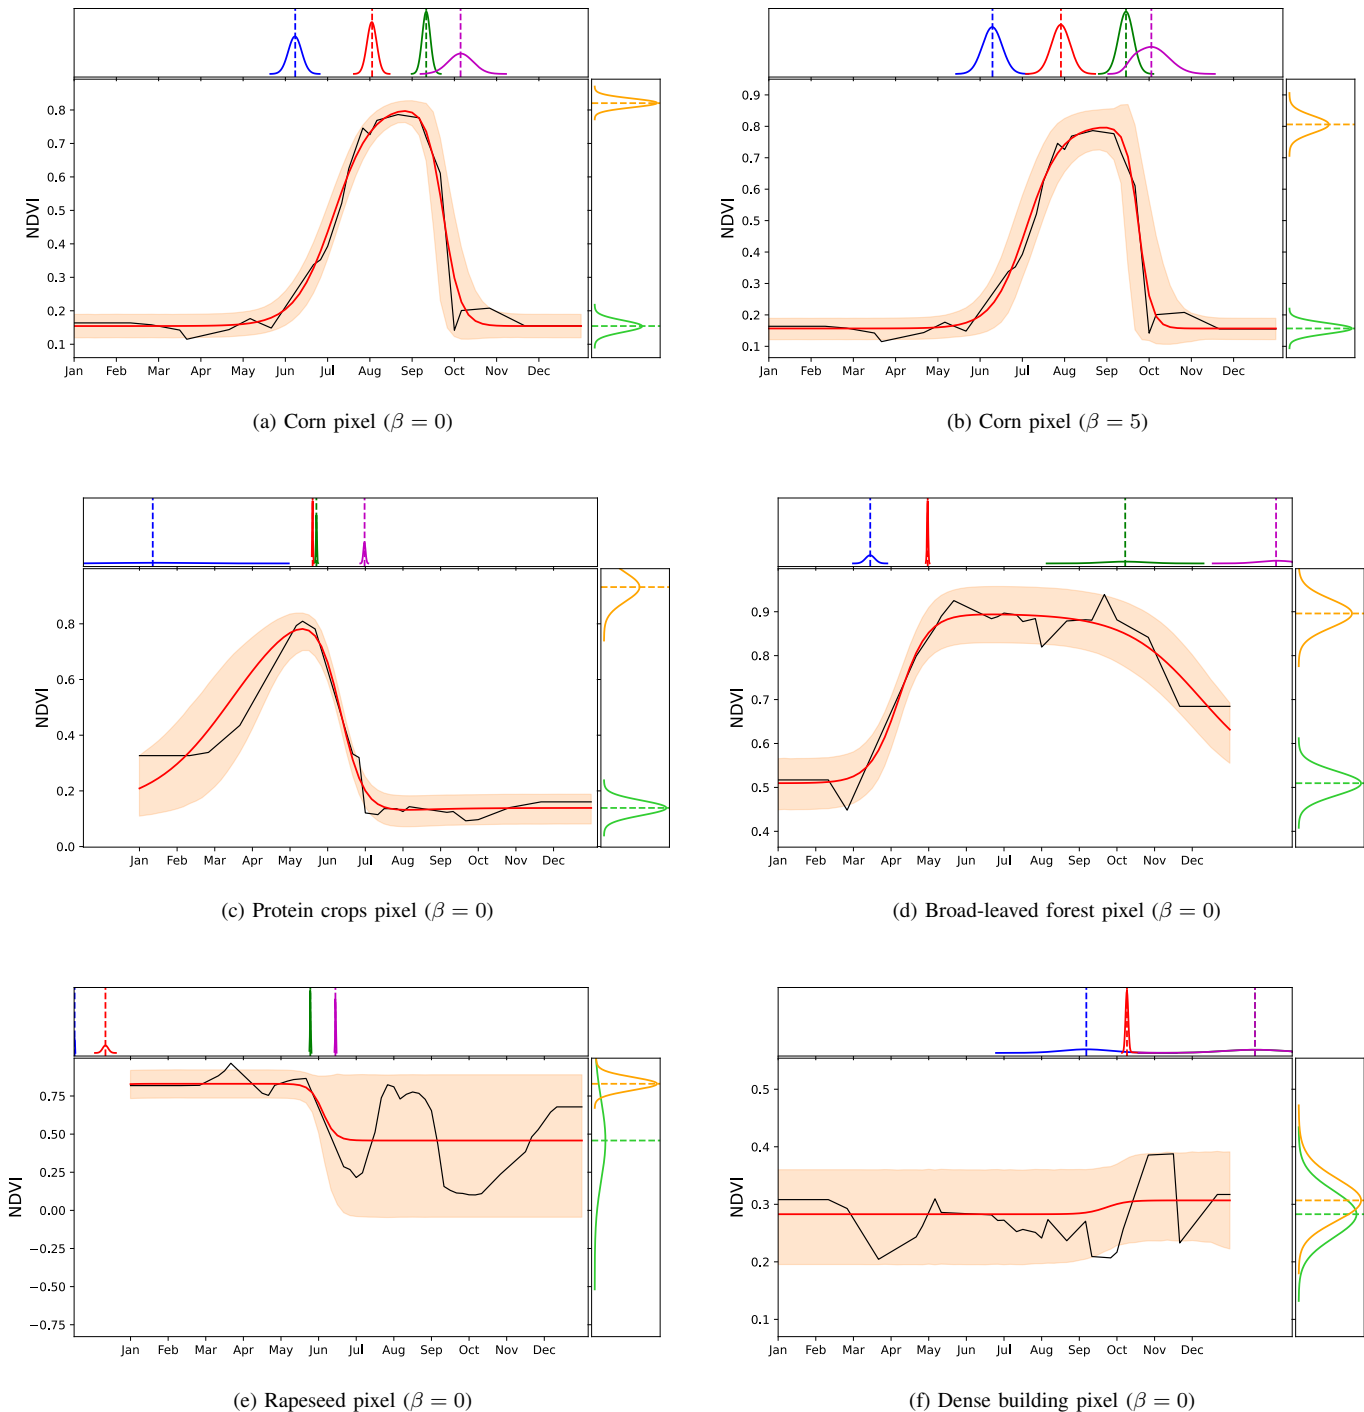 NDVI
0.8
0.7
0.6
0.5
0.4
0.3
0.2
0.1
Jan Feb Mar Apr May Jun Jul Aug Sep Oct Nov Dec
(a) Corn pixel (β = 0)
NDVI
0.9
0.8
0.7
0.6
0.5
0.4
0.3
0.2
0.1
Jan Feb Mar Apr May Jun Jul Aug Sep Oct Nov Dec
(b) Corn pixel (β = 5)
NDVI
0.8
0.6
0.4
0.2
0.0
Jan Feb Mar Apr May Jun Jul Aug Sep Oct Nov Dec
(c) Protein crops pixel (β = 0)
NDVI
0.9
0.8
0.7
0.6
0.5
0.4
Jan Feb Mar Apr May Jun Jul Aug Sep Oct Nov Dec
(d) Broad-leaved forest pixel (β = 0)
NDVI
0.75
0.50
0.25
0.00
−0.25
−0.50
−0.75
Jan Feb Mar Apr May Jun Jul Aug Sep Oct Nov Dec
(e) Rapeseed pixel (β = 0)
NDVI
0.5
0.4
0.3
0.2
0.1
Jan Feb Mar Apr May Jun Jul Aug Sep Oct Nov Dec
(f) Dense building pixel (β = 0)